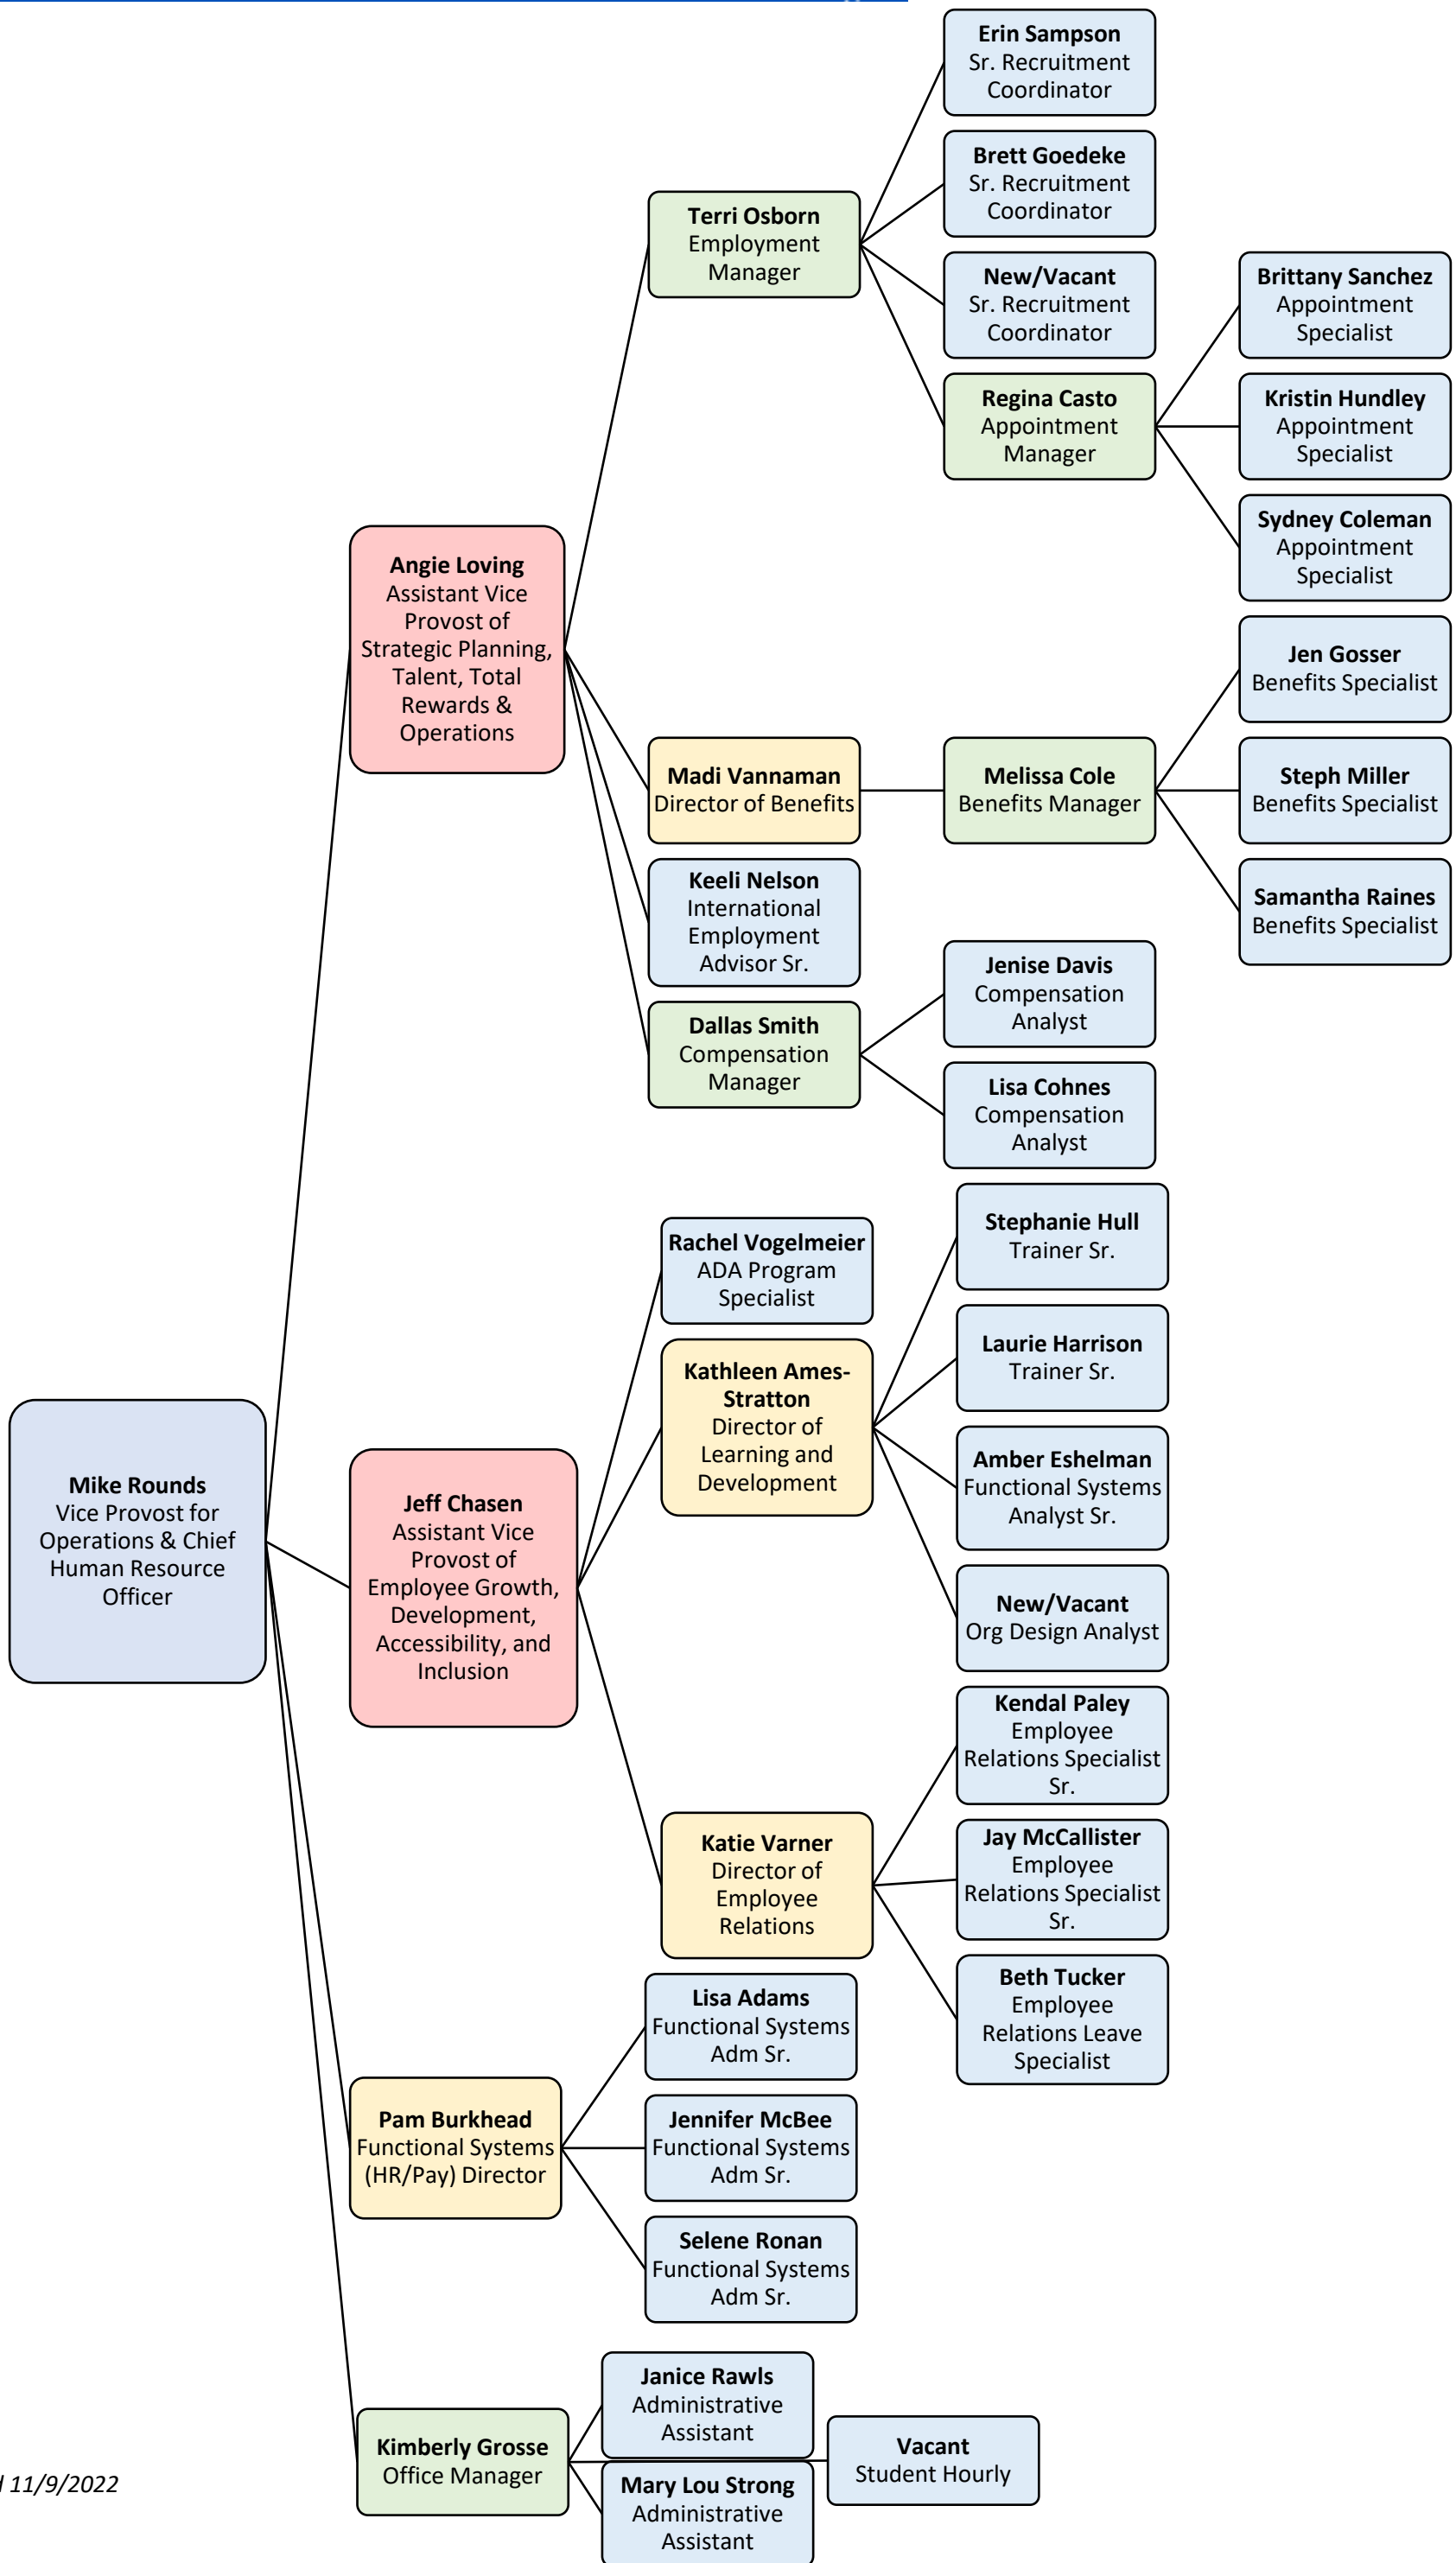 Erin Sampson
Sr. Recruitment
Coordinator
Brett Goedeke
Sr. Recruitment
Coordinator
Terri Osborn
Employment
Manager
New/Vacant
Sr. Recruitment
Coordinator
Brittany Sanchez
Appointment
Specialist
Regina Casto
Appointment
Manager
Kristin Hundley
Appointment
Specialist
Sydney Coleman
Appointment
Specialist
Angie Loving
Assistant Vice
Provost of
Strategic Planning,
Talent, Total
Rewards &
Operations
Jen Gosser
Benefits Specialist
Madi Vannaman
Director of Benefits
Melissa Cole
Benefits Manager
Steph Miller
Benefits Specialist
Keeli Nelson
International
Employment
Advisor Sr.
Samantha Raines
Benefits Specialist
Jenise Davis
Compensation
Analyst
Dallas Smith
Compensation
Manager
Lisa Cohnes
Compensation
Analyst
Stephanie Hull
Trainer Sr.
Rachel Vogelmeier
ADA Program
Specialist
Laurie Harrison
Trainer Sr.
Kathleen Ames-
Stratton
Director of
Learning and
Development
Amber Eshelman
Functional Systems
Analyst Sr.
Mike Rounds
Vice Provost for
Operations & Chief
Human Resource
Officer
Jeff Chasen
Assistant Vice
Provost of
Employee Growth,
Development,
Accessibility, and
Inclusion
New/Vacant
Org Design Analyst
Kendal Paley
Employee
Relations Specialist
Sr.
Katie Varner
Director of
Employee
Relations
Jay McCallister
Employee
Relations Specialist
Sr.
Beth Tucker
Employee
Relations Leave
Specialist
Lisa Adams
Functional Systems
Adm Sr.
Pam Burkhead
Functional Systems
(HR/Pay) Director
Jennifer McBee
Functional Systems
Adm Sr.
Selene Ronan
Functional Systems
Adm Sr.
Janice Rawls
Administrative
Assistant
Kimberly Grosse
Office Manager
Vacant
Student Hourly
Mary Lou Strong
Administrative
Assistant
11/9/2022